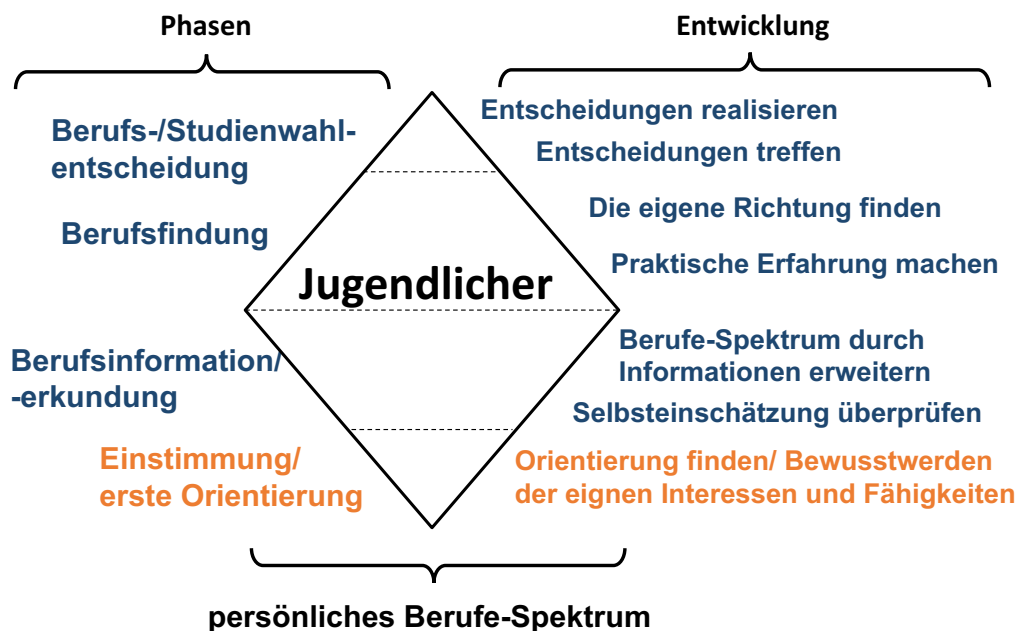 Phasen
Entwicklung
Berufs-/Studienwahl-
entscheidung
Berufsfindung
Berufsinformation/
-erkundung
Einstimmung/
erste Orientierung
Jugendlicher
Entscheidungen realisieren
Entscheidungen treffen
Die eigene Richtung finden
Praktische Erfahrung machen
Berufe-Spektrum durch
Informationen erweitern
Selbsteinschätzung überprüfen
Orientierung finden/ Bewusstwerden
der eignen Interessen und Fähigkeiten
persönliches Berufe-Spektrum